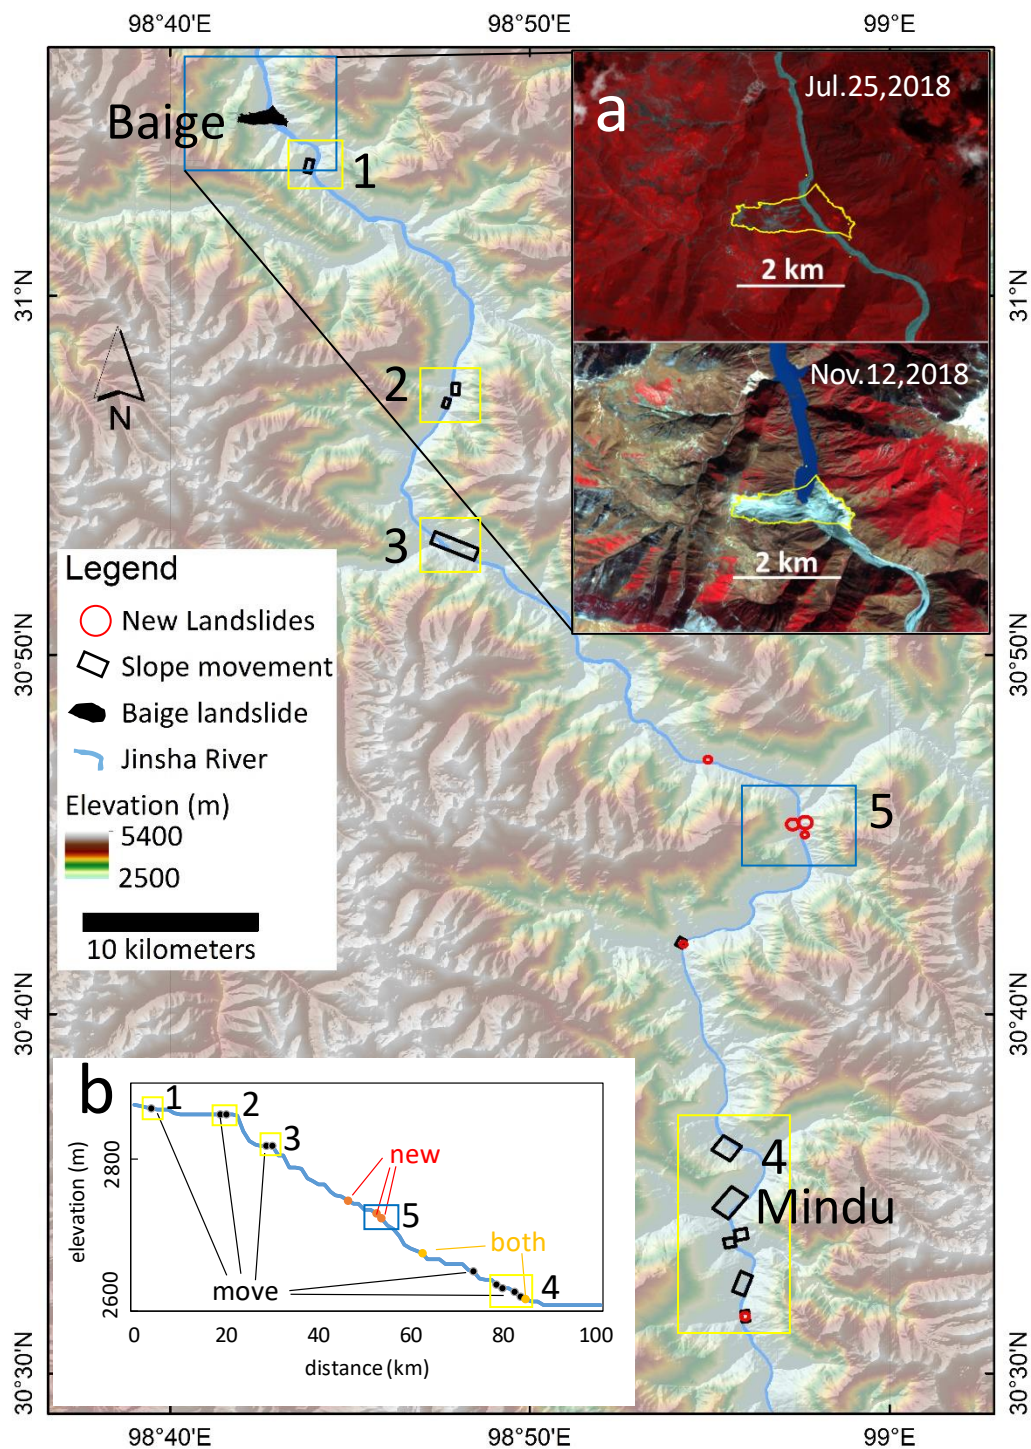 98°40'E 98°50'E 99°E
Baige
1
a
Jul.25,2018
2 km
Nov.12,2018
2 km
31°N
31°N
N
2
3
Legend
New Landslides
Slope movement
Baige landslide
Jinsha River
Elevation (m)
5400
2500
10 kilometers
30°50'N
30°50'N
5
30°40'N
30°40'N
4
Mindu
b
1 2
3
new
5
both
4
move
elevation (m)
2800
2600
0 20 40 60 80 100
distance (km)
30°30'N
30°30'N
98°40'E 98°50'E 99°E